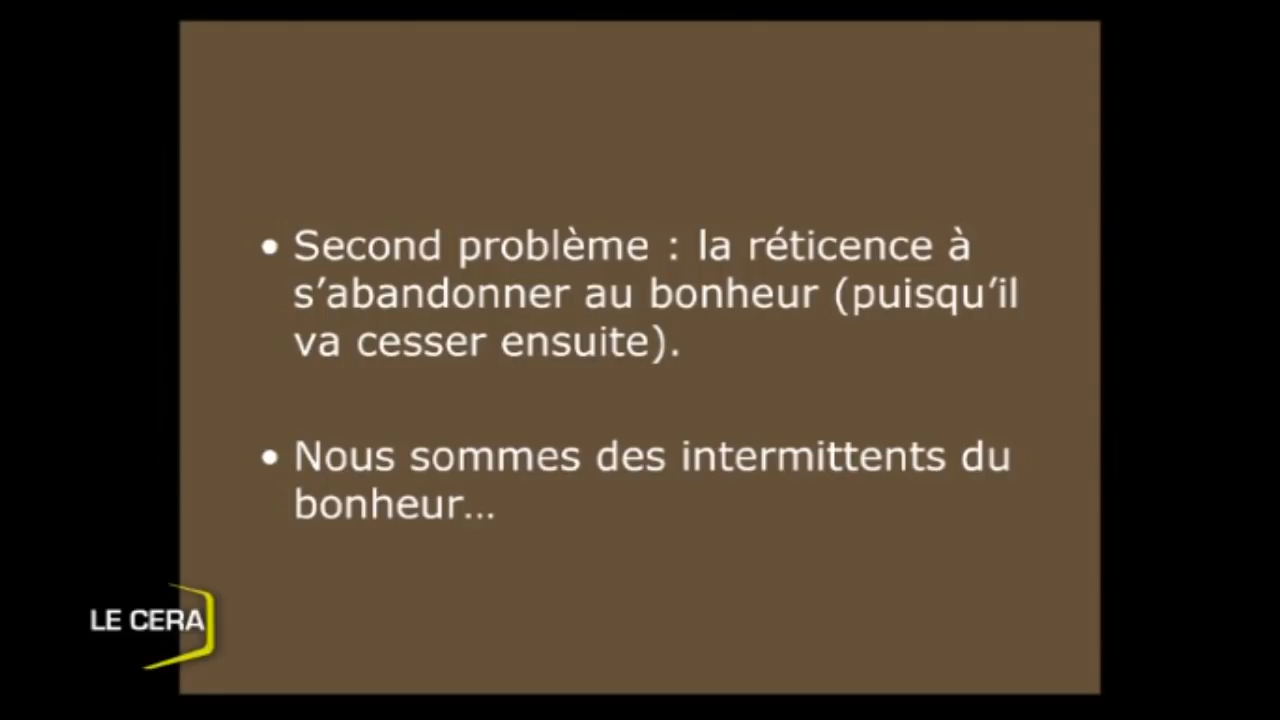 • Second problème : la réticence à
s’abandonner au bonheur (puisqu’il
va cesser ensuite).
• Nous sommes des intermittents du
bonheur…
LE CERA